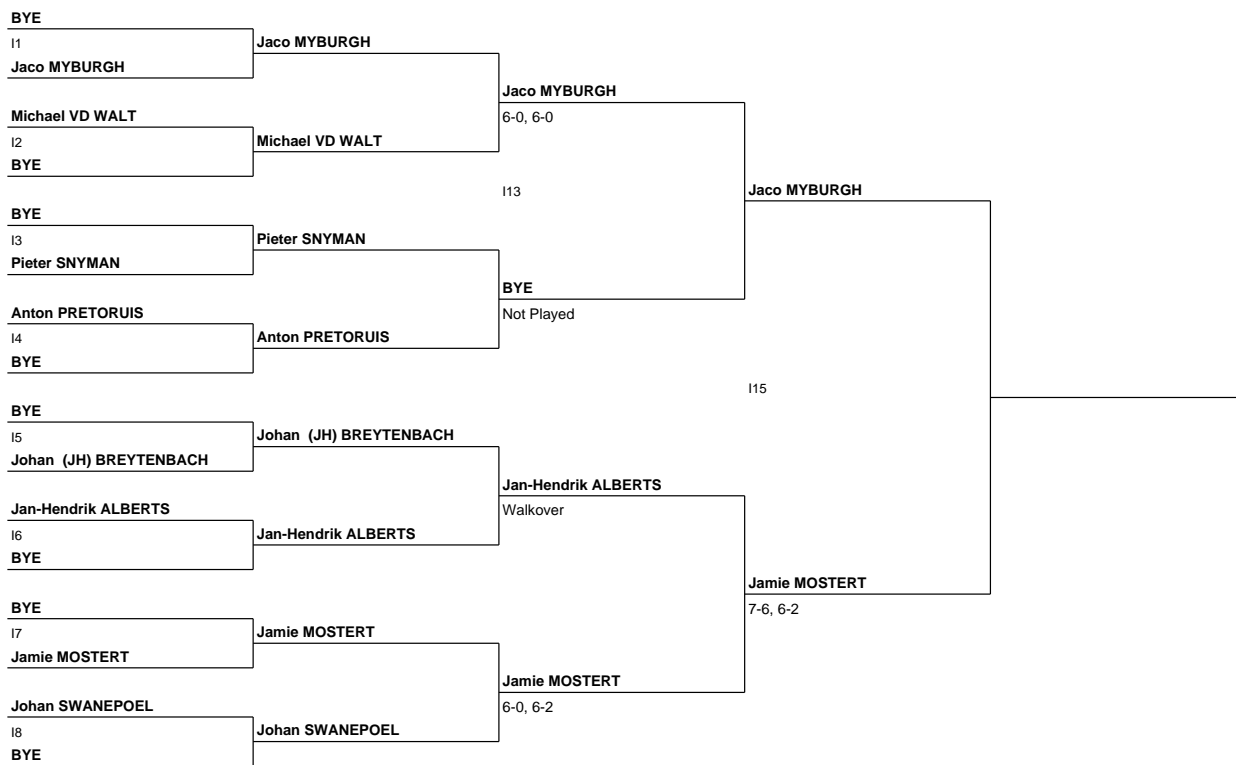 BYE
I1
Jaco MYBURGH
Jaco MYBURGH
Michael VD WALT
I2
BYE
Michael VD WALT
Jaco MYBURGH
6-0, 6-0
I13
BYE
I3
Pieter SNYMAN
Pieter SNYMAN
Anton PRETORUIS
I4
BYE
Anton PRETORUIS
BYE
Not Played
Jaco MYBURGH
I15
BYE
I5
Johan  (JH) BREYTENBACH
Johan  (JH) BREYTENBACH
Jan-Hendrik ALBERTS
I6
BYE
Jan-Hendrik ALBERTS
Jan-Hendrik ALBERTS
Walkover
BYE
I7
Jamie MOSTERT
Jamie MOSTERT
Johan SWANEPOEL
I8
BYE
Johan SWANEPOEL
Jamie MOSTERT
6-0, 6-2
Jamie MOSTERT
7-6, 6-2